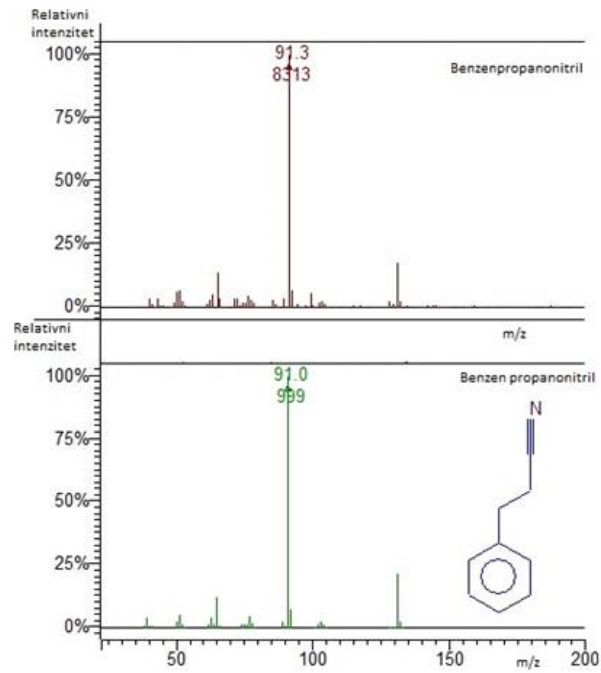 Relativni
intenzitet
100%
75%
50%
25%
0%
91.3
8313
Benzenpropanonitril
m/z
Relativni
intenzitet
100%
75%
50%
25%
0%
91.0
999
Benzen propanonitril
N
50
100
150
200
m/z